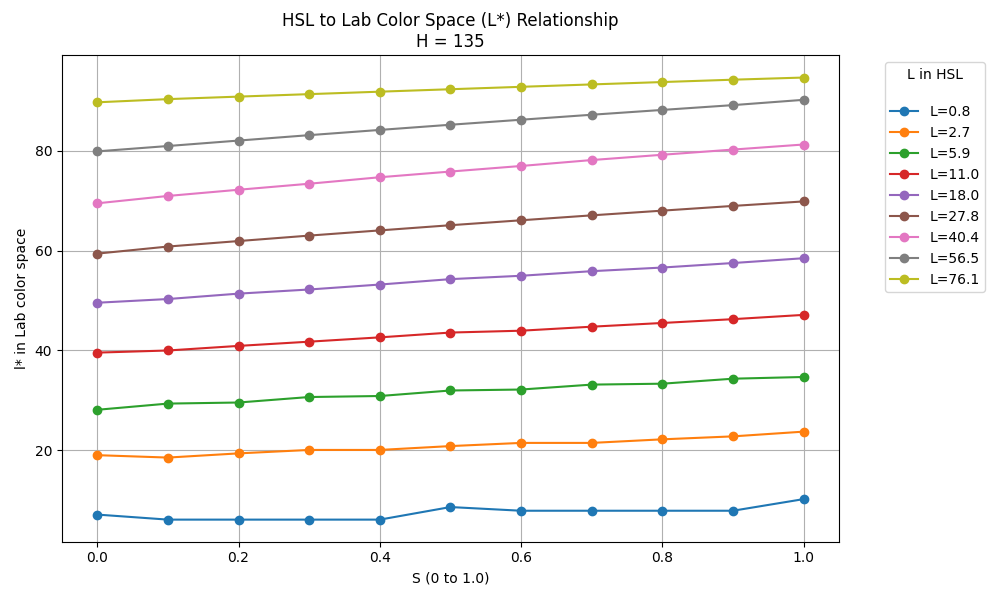 HSL to Lab Color Space (L*) Relationship
H = 135
l* in Lab color space
80
60
40
20
0.0
0.2
0.4
0.6
0.8
1.0
S (0 to 1.0)
L in HSL
L=0.8
L=2.7
L=5.9
L=11.0
L=18.0
L=27.8
L=40.4
L=56.5
L=76.1